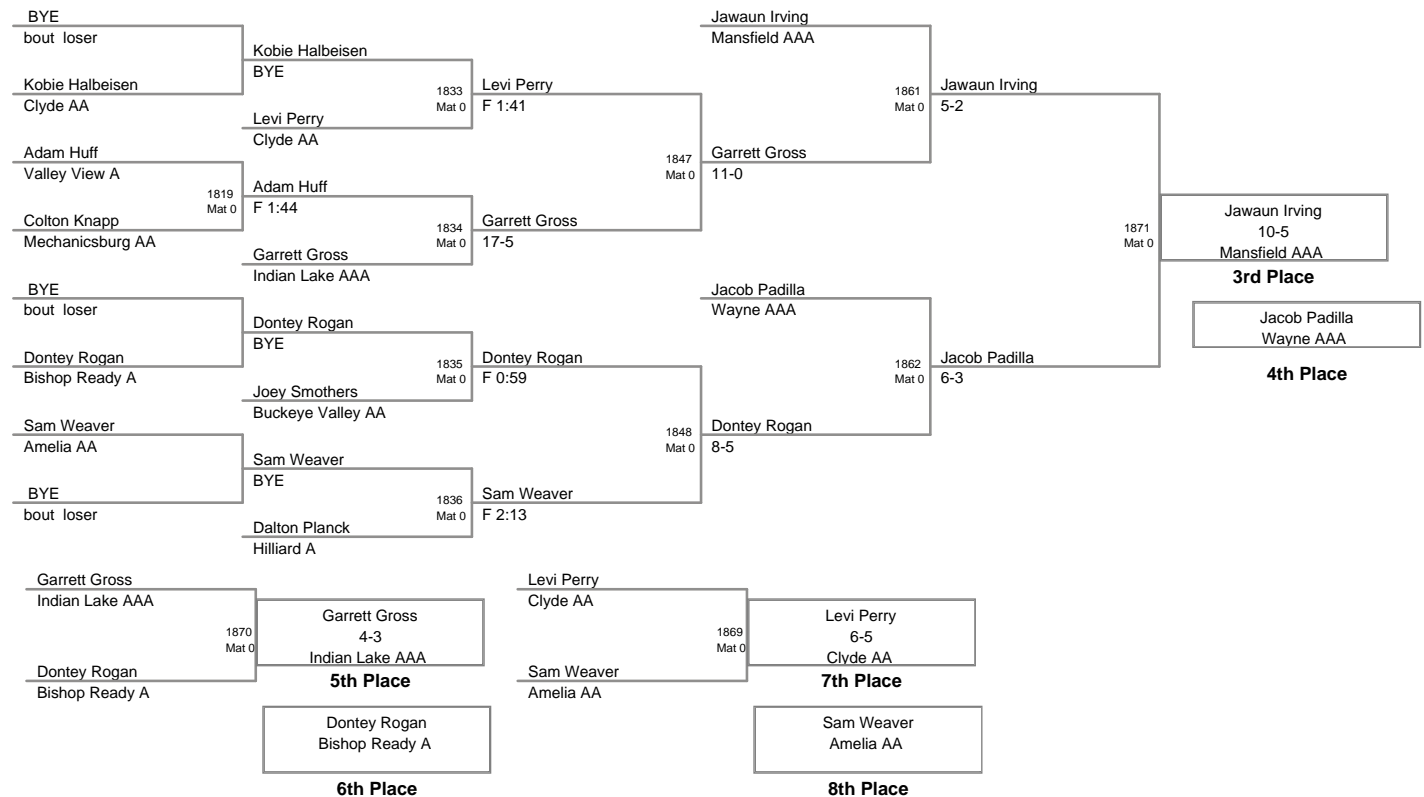 BYE
bout loser
Kobie Halbeisen
Clyde AA
Adam Huff
Valley View A
1819
Mat 0
Colton Knapp
Mechanicsburg AA
BYE
bout loser
Dontey Rogan
Bishop Ready A
Sam Weaver
Amelia AA
BYE
bout loser
Kobie Halbeisen
BYE
1833
Mat 0
Levi Perry
Clyde AA
Adam Huff
F 1:44
1834
Mat 0
Garrett Gross
Indian Lake AAA
Dontey Rogan
BYE
1835
Mat 0
Joey Smothers
Buckeye Valley AA
Sam Weaver
BYE
1836
Mat 0
Dalton Planck
Hilliard A
Levi Perry
F 1:41
1847
Mat 0
Garrett Gross
17-5
Dontey Rogan
F 0:59
1848
Mat 0
Sam Weaver
F 2:13
Jawaun Irving
Mansfield AAA
1861
Mat 0
Garrett Gross
11-0
Jacob Padilla
Wayne AAA
1862
Mat 0
Dontey Rogan
8-5
Jawaun Irving
5-2
1871
Mat 0
Jacob Padilla
6-3
Jawaun Irving
10-5
Mansfield AAA
3rd Place
Jacob Padilla
Wayne AAA
4th Place
Garrett Gross
Indian Lake AAA
1870
Mat 0
Dontey Rogan
Bishop Ready A
Garrett Gross
4-3
Indian Lake AAA
5th Place
Dontey Rogan
Bishop Ready A
6th Place
Levi Perry
Clyde AA
1869
Mat 0
Sam Weaver
Amelia AA
Levi Perry
6-5
Clyde AA
7th Place
Sam Weaver
Amelia AA
8th Place